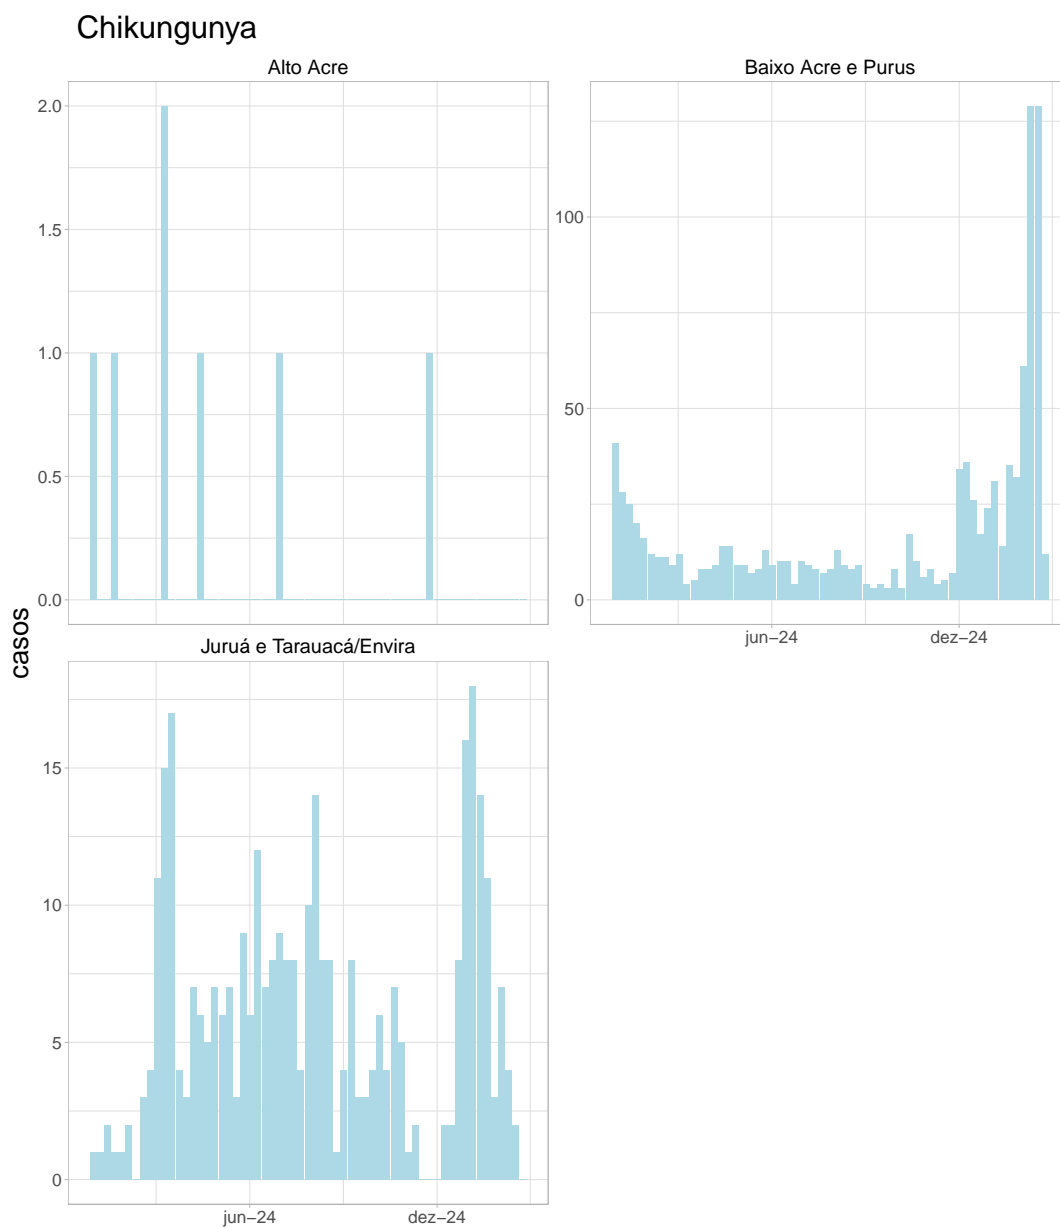 Chikungunya
Alto Acre
2.0
1.5
1.0
0.5
0.0
Baixo Acre e Purus
100
50
0
jun−24
dez−24
casos
Juruá e Tarauacá/Envira
15
10
5
0
jun−24
dez−24